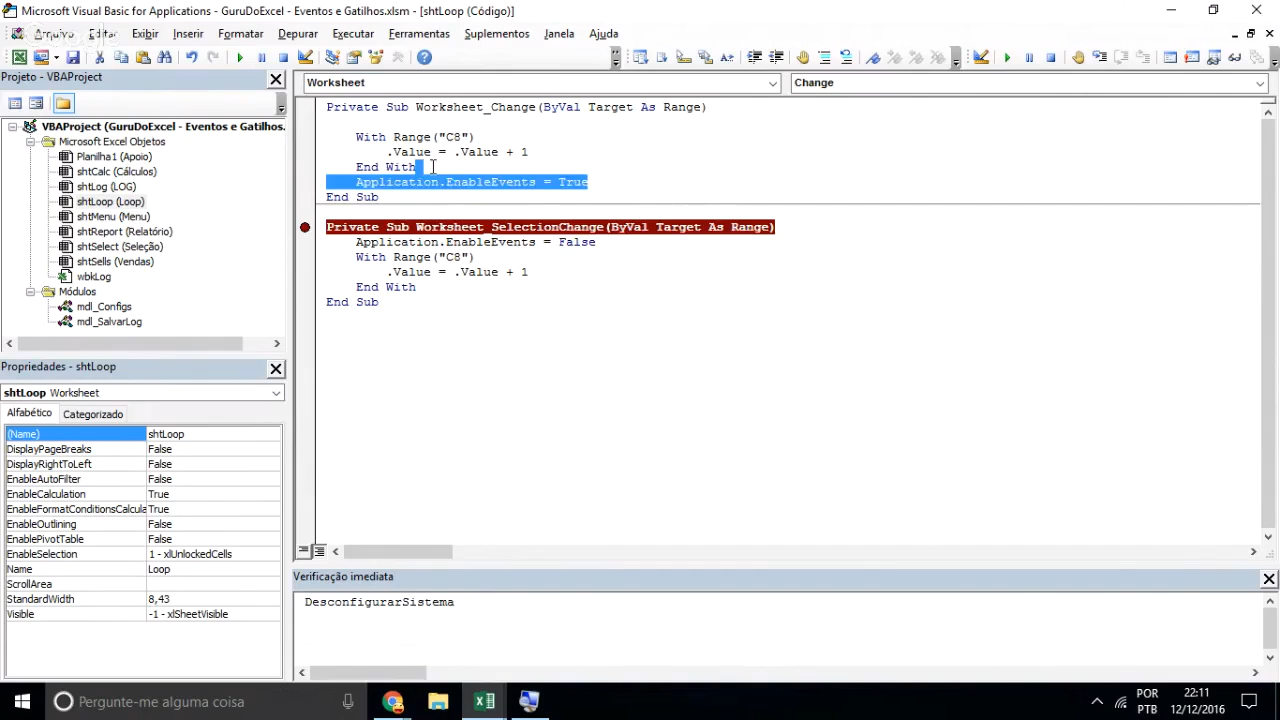 Microsoft Visual Basic for Applications - GuruDoExcel - Eventos e Gatilhos.xlsm - [shtLoop (Código)]
Arquivo Editar Exibir Inserir Formatar Depurar Executar Ferramentas Suplementos Janela Ajuda
Projeto - VBAProject
VBAProject (GuruDoExcel - Eventos e Gatilhos.
Microsoft Excel Objetos
Planilha1 (Apoio)
shtCalc (Cálculos)
shtLog (LOG)
shtLoop (Loop)
shtMenu (Menu)
shtReport (Relatório)
shtSelect (Seleção)
shtSells (Vendas)
wbkLog
Módulos
mdl_Configs
mdl_SalvarLog
Propriedades - shtLoop
shtLoop Worksheet
Alfabético Categorizado
(Name) shtLoop
DisplayPageBreaks False
DisplayRightToLeft False
EnableAutoFilter False
EnableCalculation True
EnableFormatConditionsCalcula True
EnableOutlining False
EnablePivotTable False
EnableSelection 1 - xlUnlockedCells
Name Loop
ScrollArea
StandardWidth 8,43
Visible -1 - xlSheetVisible
Worksheet Change
Private Sub Worksheet_Change(ByVal Target As Range)
With Range("C8")
.Value = .Value + 1
End With
Application.EnableEvents = True
End Sub
Private Sub Worksheet_SelectionChange(ByVal Target As Range)
Application.EnableEvents = False
With Range("C8")
.Value = .Value + 1
End With
End Sub
Verificação imediata
DesconfigurarSistema
Pergunte-me alguma coisa
POR
PTB
22:11
12/12/2016